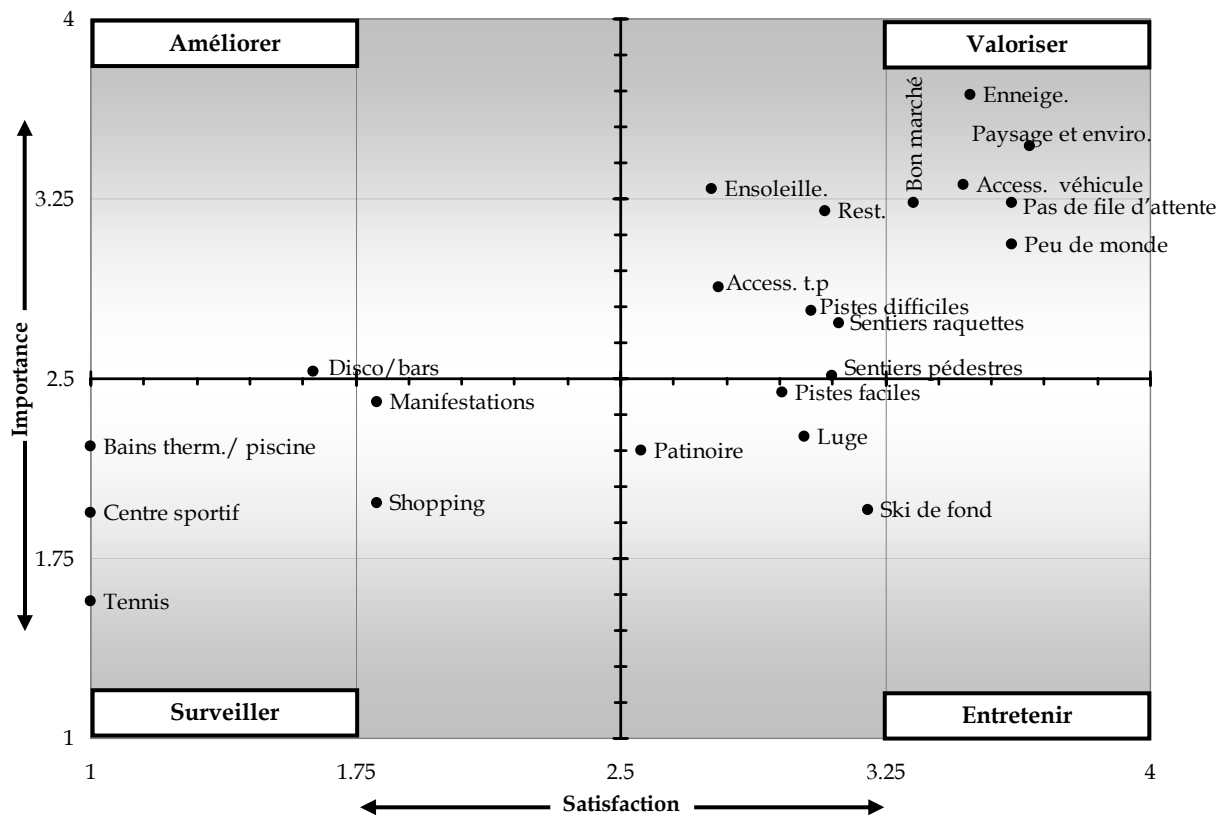 4
Améliorer
Valoriser
Enneige.
Bon marché
Paysage et enviro.
Ensoleille.
Access. véhicule
3.25
Rest.
Pas de file d'attente
Peu de monde
Access. t.p
Pistes difficiles
Sentiers raquettes
Importance
Disco/bars
Sentiers pédestres
2.5
Manifestations
Pistes faciles
Bains therm./ piscine
Patinoire
Luge
Centre sportif
Shopping
Ski de fond
1.75
Tennis
Surveiller
Entretenir
1
1
1.75
2.5
3.25
4
Satisfaction